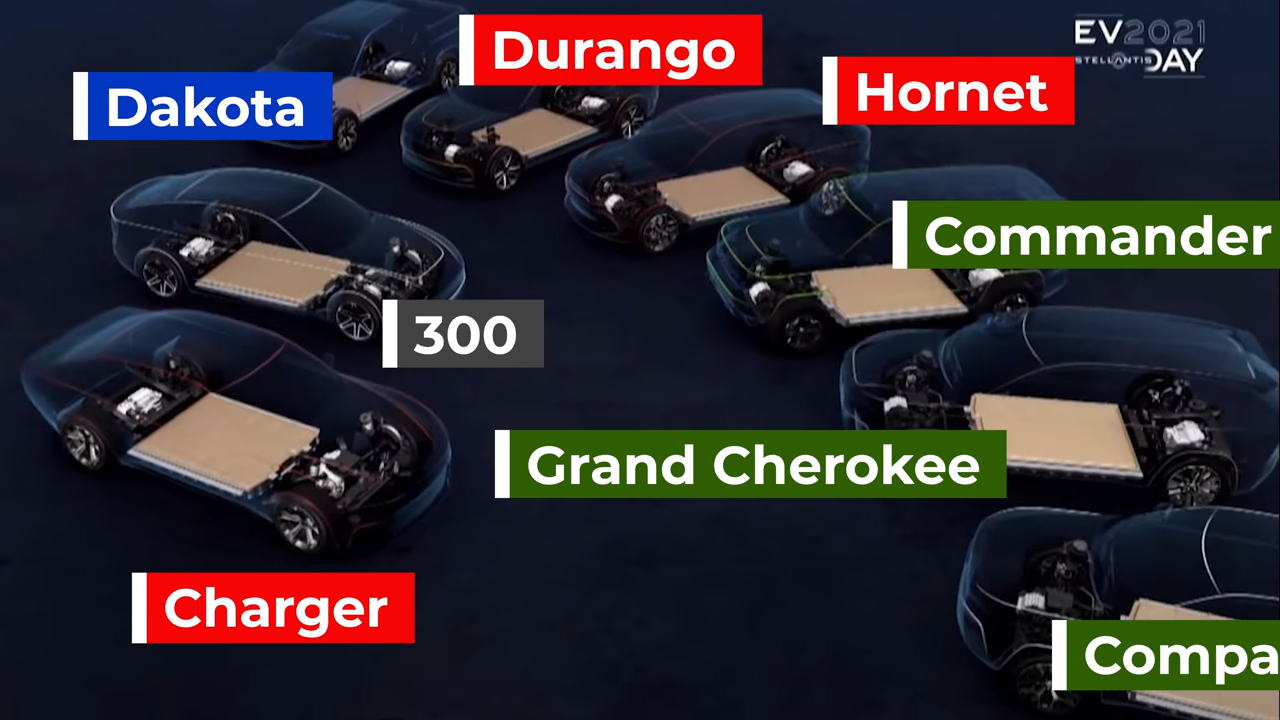 Durango
EV2021
STELLANTIS DAY
Hornet
Dakota
Commander
300
Grand Cherokee
Charger
Compa